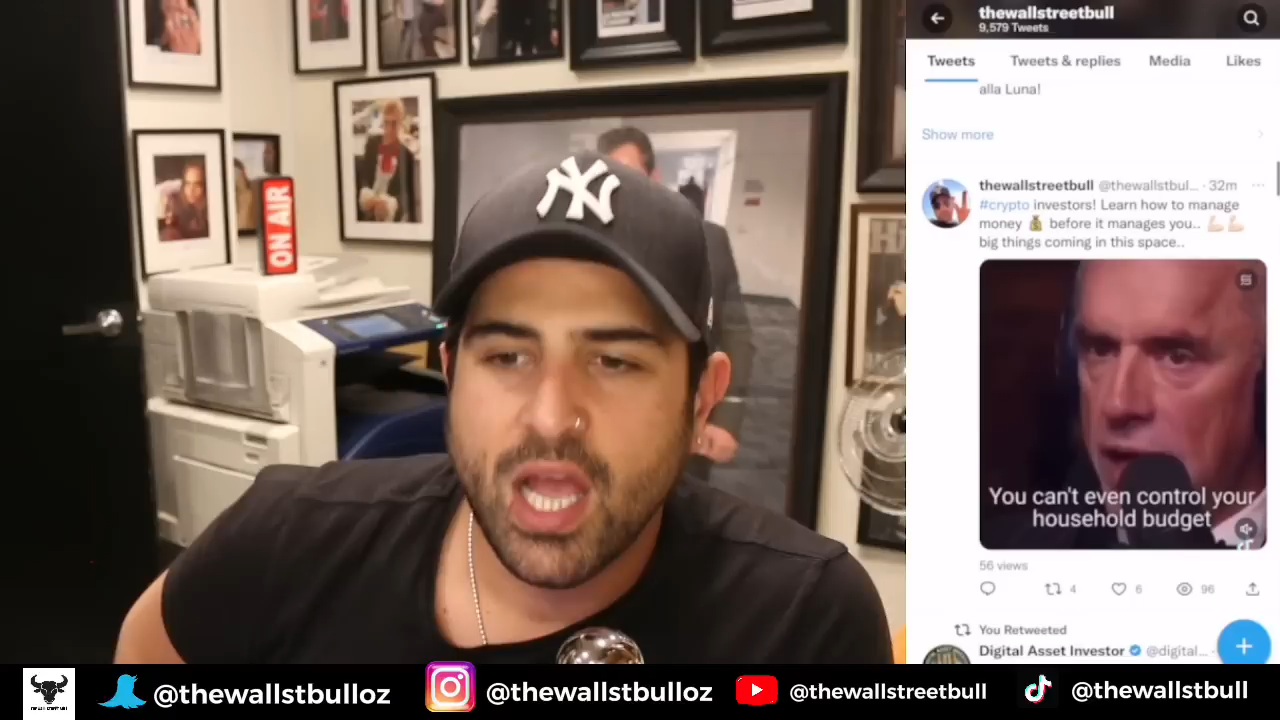 ON AIR
NY
thewallstreetbull
9,579 Tweets
Tweets
Tweets & replies
Media
Likes
alla Luna!
Show more
thewallstreetbull @thewallstbul... · 32m
#crypto investors! Learn how to manage
money 💰 before it manages you.. 💪🏻💪🏻
big things coming in this space..
You can't even control your
household budget
56 views
4
6
96
You Retweeted
Digital Asset Investor @digital...
@thewallstbulloz
@thewallstbulloz
@thewallstreetbull
@thewallstbull